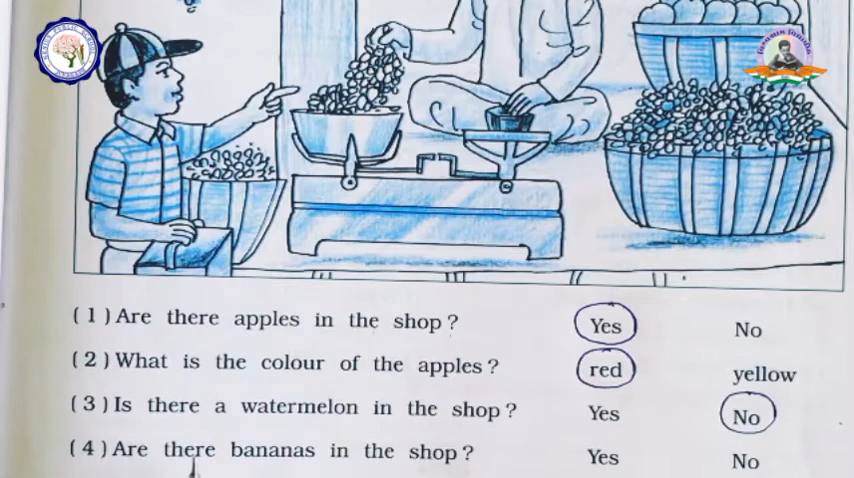 ( 1 ) Are there apples in the shop ? Yes No
( 2 ) What is the colour of the apples ? red yellow
( 3 ) Is there a watermelon in the shop ? Yes No
( 4 ) Are there bananas in the shop ? Yes No